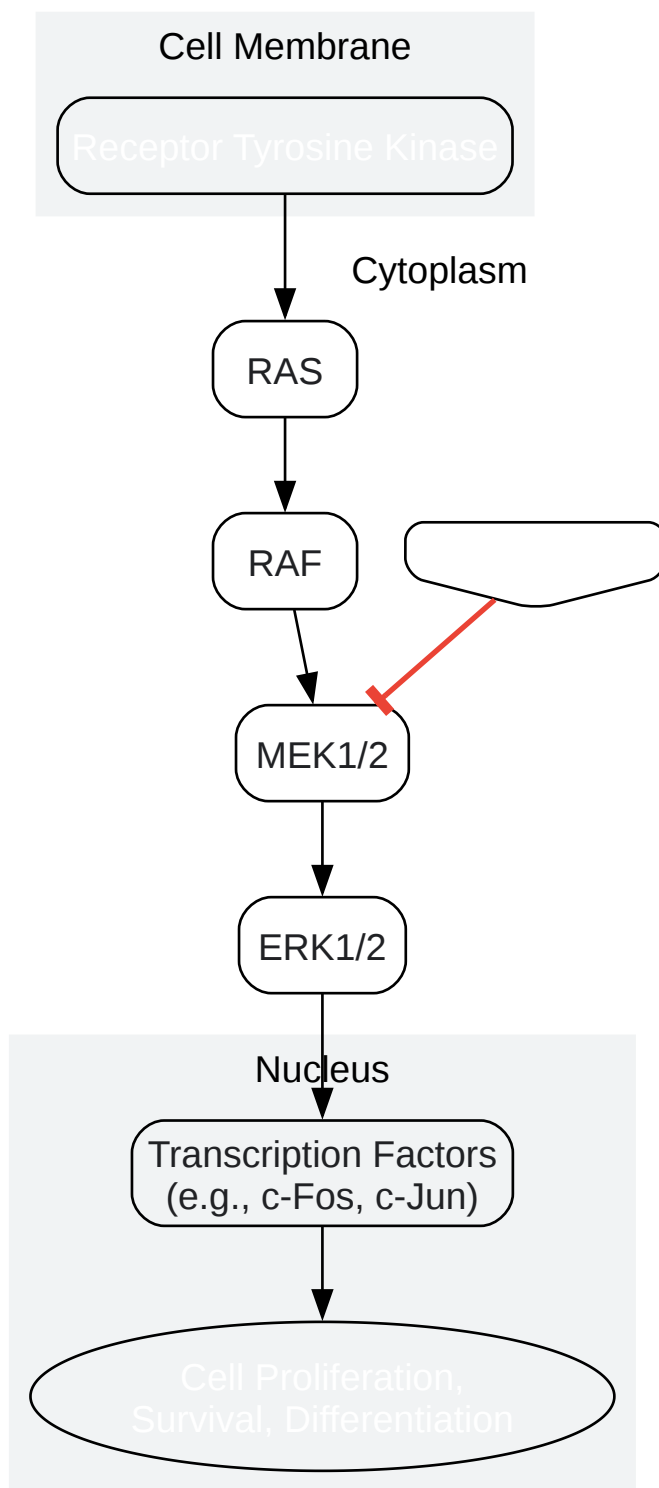 Cell Membrane
Receptor Tyrosine Kinase
Cytoplasm
RAS
RAF
MEK1/2
ERK1/2
Nucleus
Transcription Factors
(e.g., c-Fos, c-Jun)
Cell Proliferation,
Survival, Differentiation